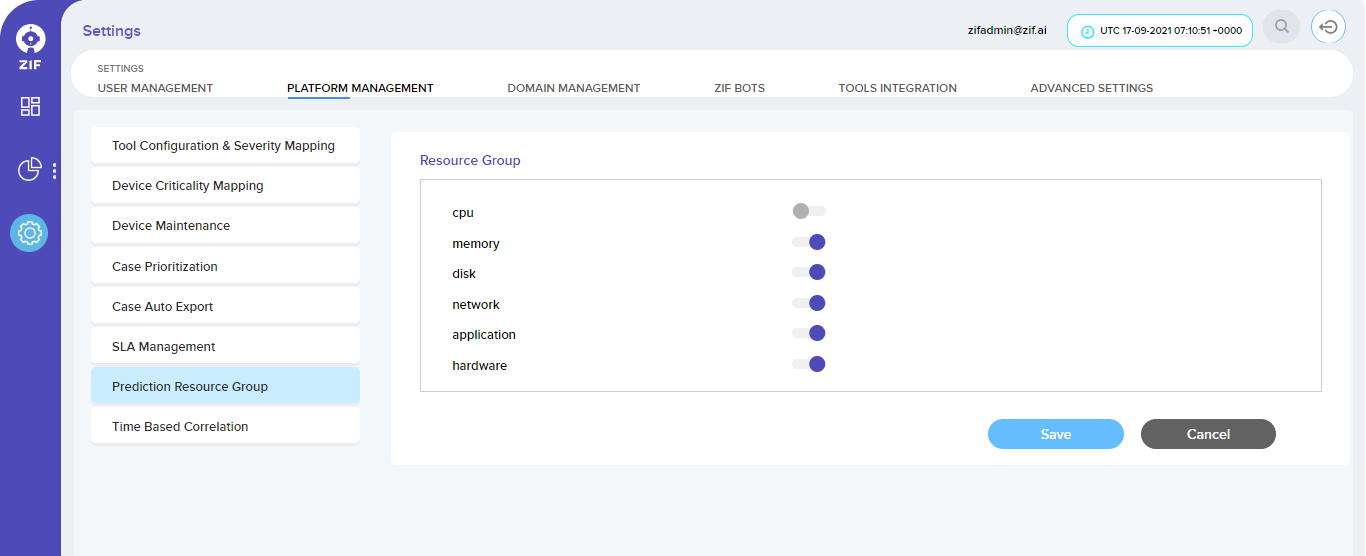 ZIF
Settings
zifadmin@zif.ai
UTC 17-09-2021 07:10:51 +0000
SETTINGS
USER MANAGEMENT
PLATFORM MANAGEMENT
DOMAIN MANAGEMENT
ZIF BOTS
TOOLS INTEGRATION
ADVANCED SETTINGS
Tool Configuration & Severity Mapping
Device Criticality Mapping
Device Maintenance
Case Prioritization
Case Auto Export
SLA Management
Prediction Resource Group
Time Based Correlation
Resource Group
cpu
memory
disk
network
application
hardware
Save
Cancel